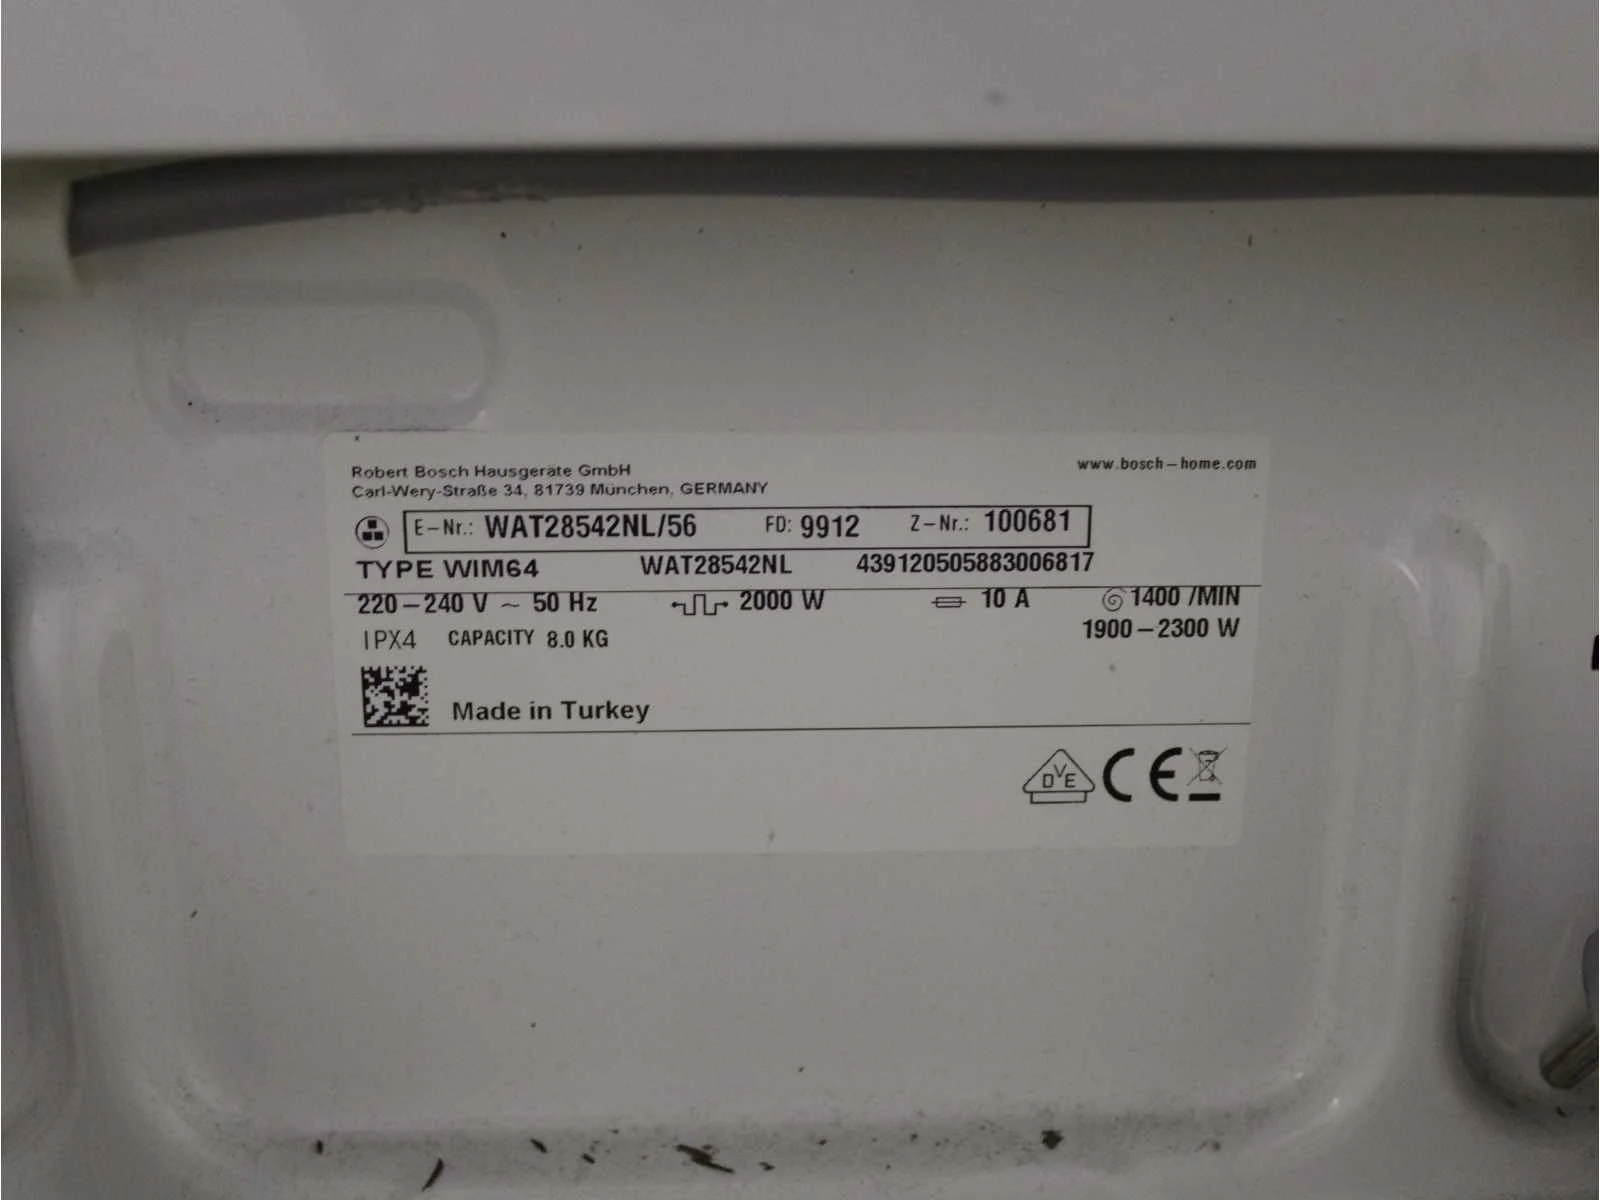 x
Robert Bosch Hausgeräte GmbH
www.bosch-home.com
Carl-Wery-Straße 34, 81739 München, GERMANY
E-Nr.: WAT28542NL/56 FD: 9912 Z-Nr.: 100681
TYPE WIM64 WAT28542NL 439120505883006817
220-240 V ~ 50 Hz 2000 W 10 A 1400 /MIN
1900-2300 W
IPX4 CAPACITY 8.0 KG
Made in Turkey
DVE CE